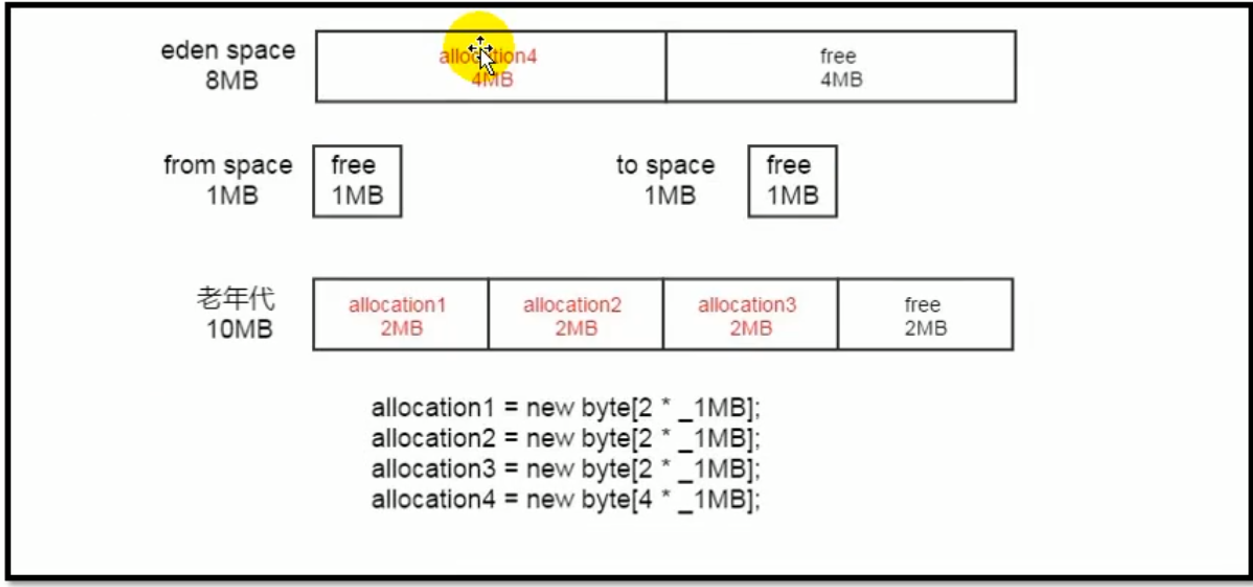 eden space
8MB
allocation4
4MB
free
4MB
from space
1MB
free
1MB
to space
1MB
free
1MB
老年代
10MB
allocation1
2MB
allocation2
2MB
allocation3
2MB
free
2MB
allocation1 = new byte[2 * _1MB];
allocation2 = new byte[2 * _1MB];
allocation3 = new byte[2 * _1MB];
allocation4 = new byte[4 * _1MB];